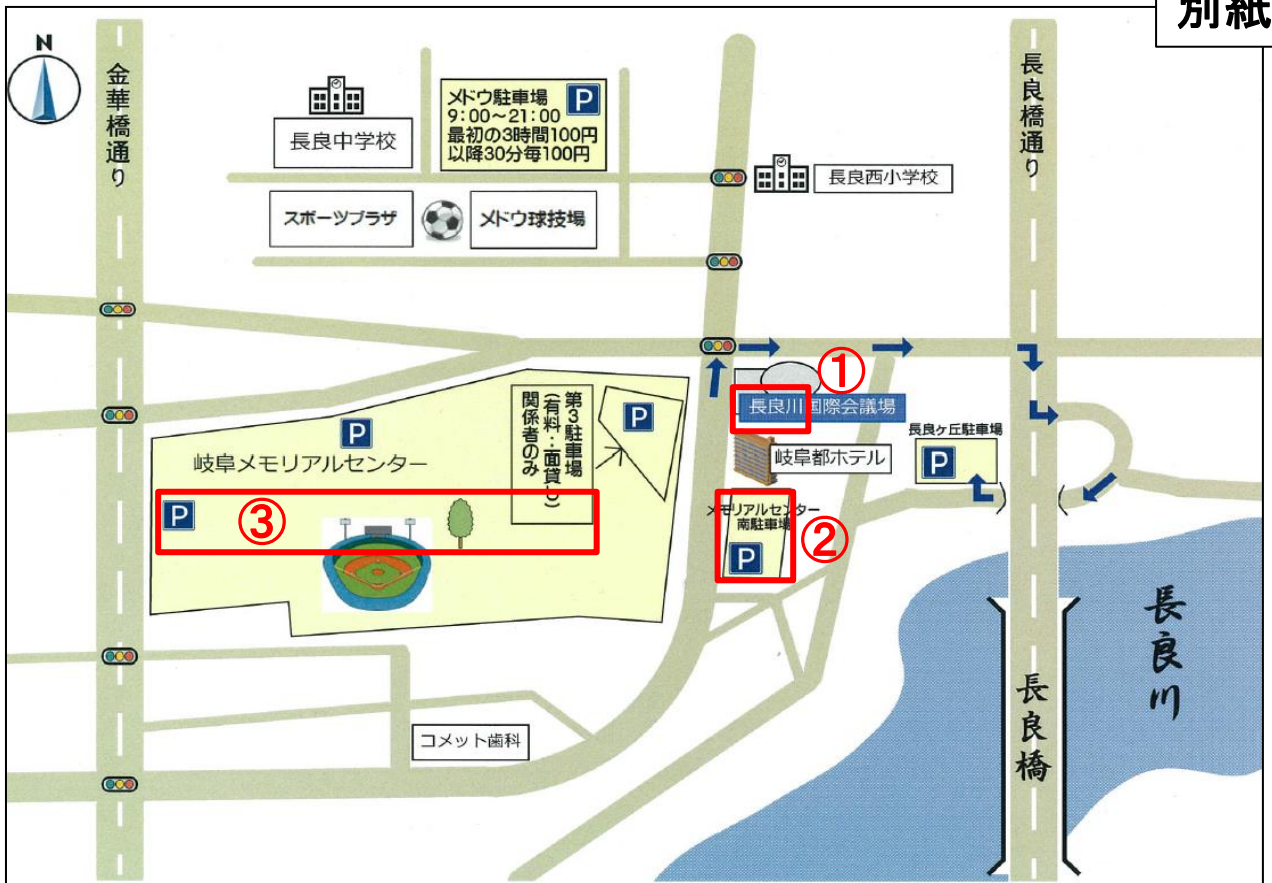 別紙
N
金華橋通り
長良中学校
メドウ駐車場 P
9:00~21:00
最初の3時間100円
以降30分毎100円
長良橋通り
長良西小学校
スポーツプラザ
メドウ球技場
①
長良川国際会議場
第3駐車場
(有料:面貸し)
関係者のみ
P
P
岐阜メモリアルセンター
長良ヶ丘駐車場
P
岐阜都ホテル
P
③
メモリアルセンター
南駐車場
P
②
長良川
長良橋
コメット歯科